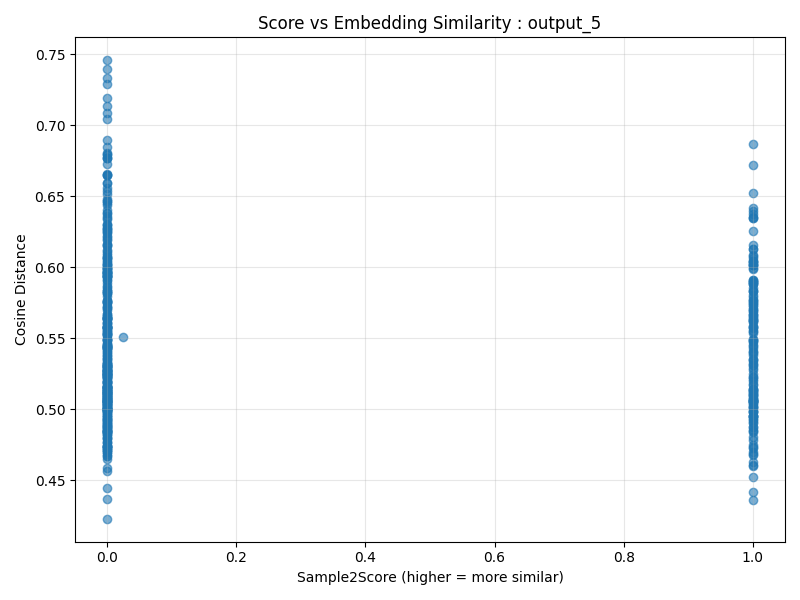 Score vs Embedding Similarity : output_5
0.75
0.70
0.65
0.60
0.55
0.50
0.45
Cosine Distance
0.0 0.2 0.4 0.6 0.8 1.0
Sample2Score (higher = more similar)